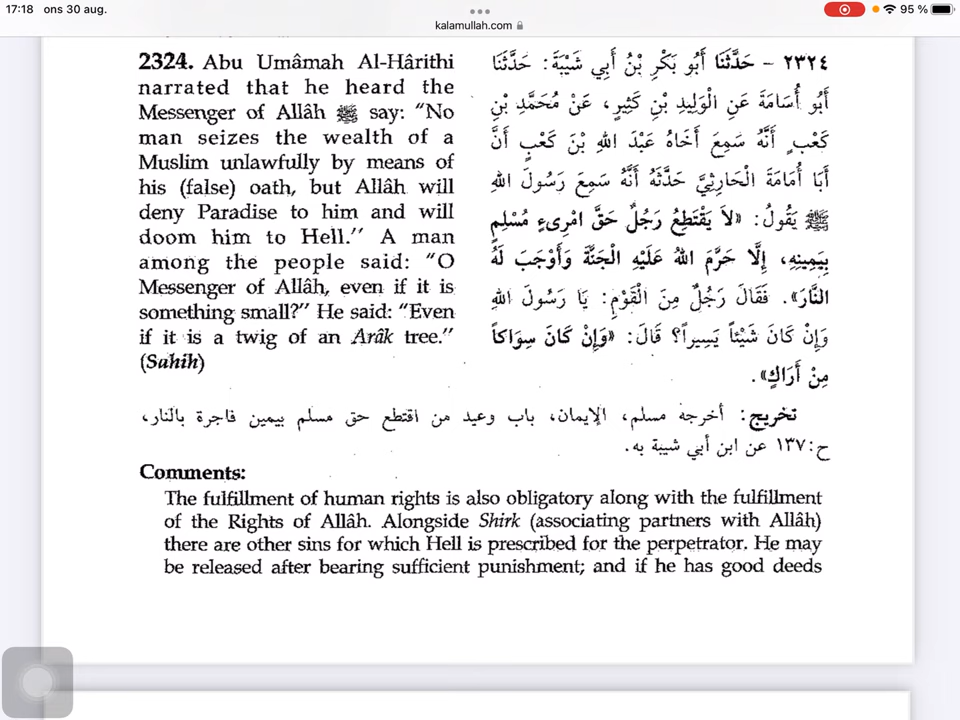 17:18 ons 30 aug.
95 %
kalamullah.com
2324. Abu Umâmah Al-Hârithi
narrated that he heard the
Messenger of Allâh ﷺ say: “No
man seizes the wealth of a
Muslim unlawfully by means of
his (false) oath, but Allâh will
deny Paradise to him and will
doom him to Hell.’’ A man
among the people said: “O
Messenger of Allâh, even if it is
something small?” He said: “Even
if it is a twig of an Arâk tree.”
(Sahih)
٢٣٢٤ - حَدَّثَنَا أَبُو بَكْرِ بْنُ أَبِي شَيْبَةَ: حَدَّثَنَا
أَبُو أُسَامَةَ عَنِ الْوَلِيدِ بْنِ كَثِيرٍ، عَنْ مُحَمَّدِ بْنِ
كَعْبٍ أَنَّهُ سَمِعَ أَخَاهُ عَبْدَ اللهِ بْنَ كَعْبٍ أَنَّ
أَبَا أُمَامَةَ الْحَارِثِيَّ حَدَّثَهُ أَنَّهُ سَمِعَ رَسُولَ اللهِ
ﷺ يَقُولُ: «لاَ يَقْتَطِعُ رَجُلٌ حَقَّ امْرِىءٍ مُسْلِمٍ
بِيَمِينِهِ، إِلَّا حَرَّمَ اللهُ عَلَيْهِ الْجَنَّةَ وَأَوْجَبَ لَهُ
النَّارَ». فَقَالَ رَجُلٌ مِنَ الْقَوْمِ: يَا رَسُولَ اللهِ
وَإِنْ كَانَ شَيْئاً يَسِيراً؟ قَالَ: «وَإِنْ كَانَ سِوَاكاً
مِنْ أَرَاكٍ».
تخريج: أخرجه مسلم، الإيمان، باب وعيد من اقتطع حق مسلم بيمين فاجرة بالنار،
ح: ١٣٧ عن ابن أبي شيبة به.
Comments:
The fulfillment of human rights is also obligatory along with the fulfillment
of the Rights of Allâh. Alongside Shirk (associating partners with Allâh)
there are other sins for which Hell is prescribed for the perpetrator. He may
be released after bearing sufficient punishment; and if he has good deeds